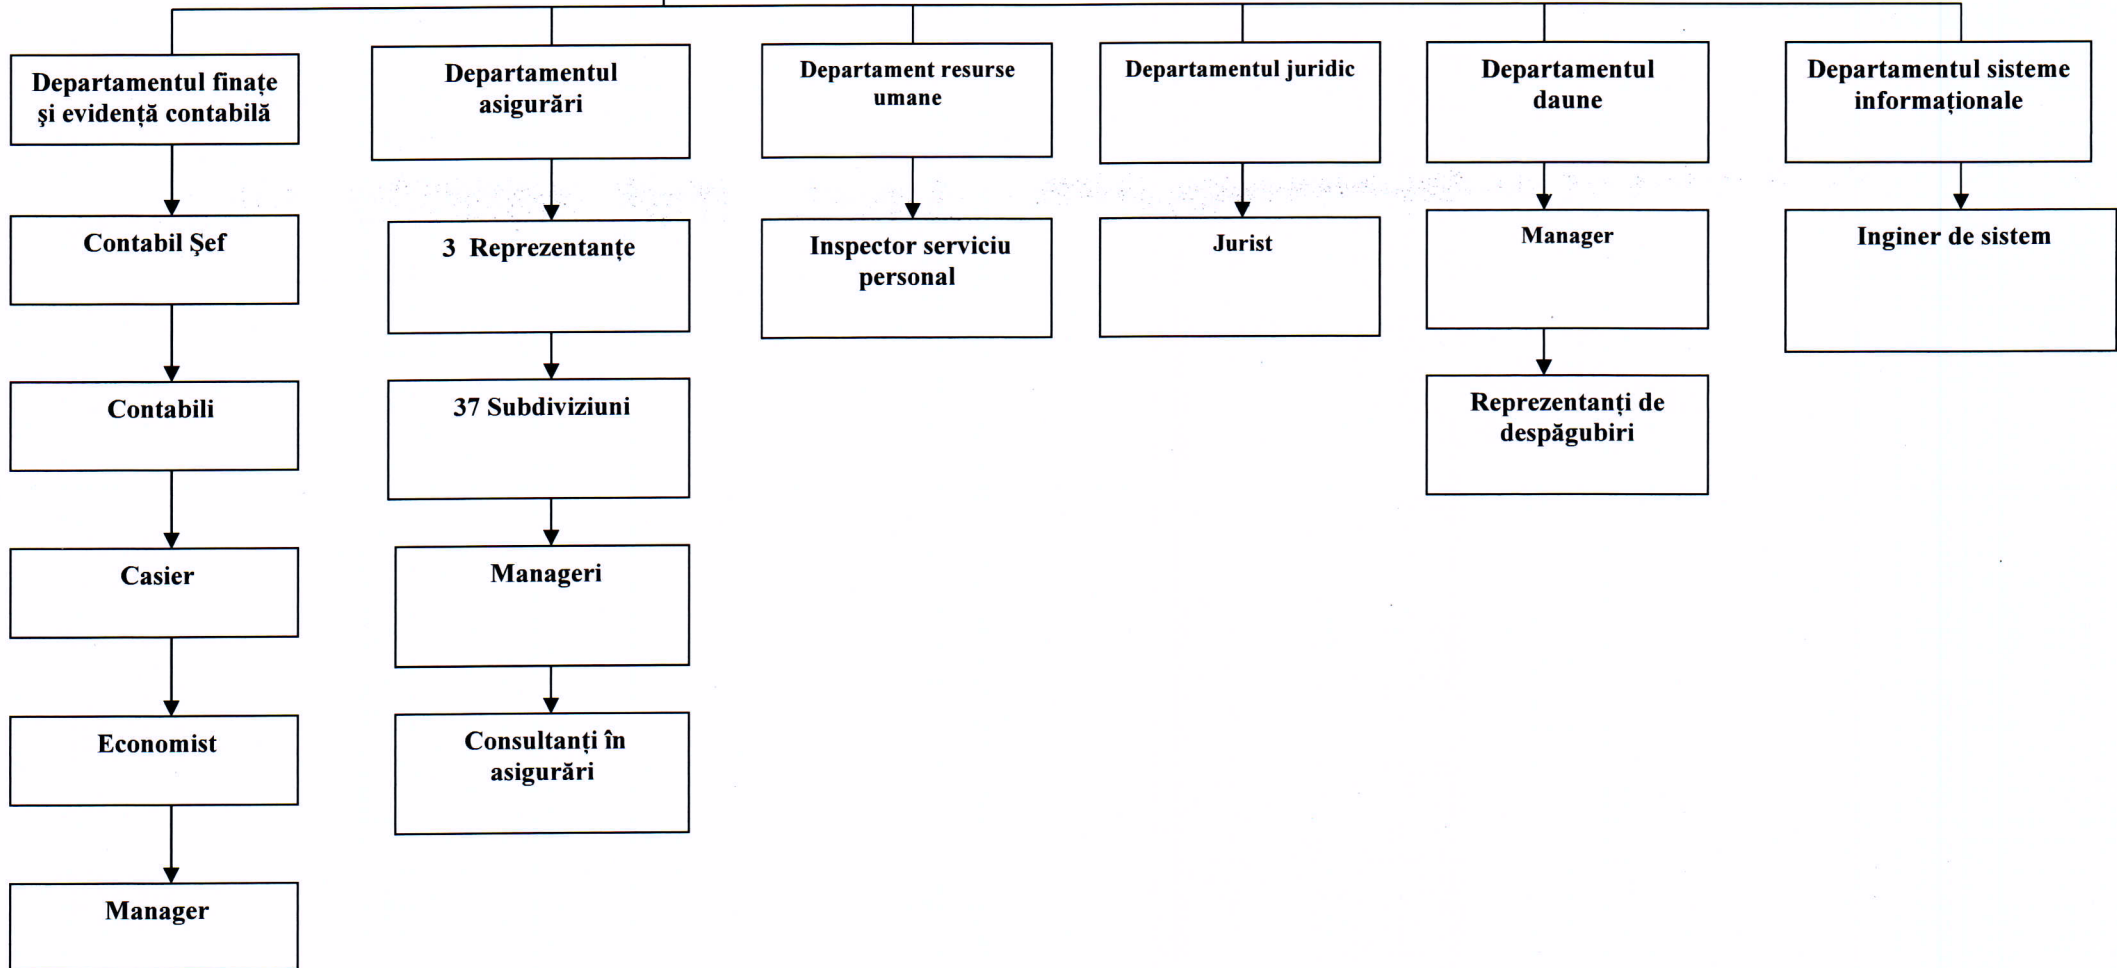 Departamentul finațe
şi evidență contabilă
Departamentul
asigurări
Departament resurse
umane
Departamentul juridic
Departamentul
daune
Departamentul sisteme
informaționale
Contabil Şef
3 Reprezentanțe
Inspector serviciu
personal
Jurist
Manager
Inginer de sistem
Contabili
37 Subdiviziuni
Reprezentanți de
despăgubiri
Casier
Manageri
Economist
Consultanți în
asigurări
Manager